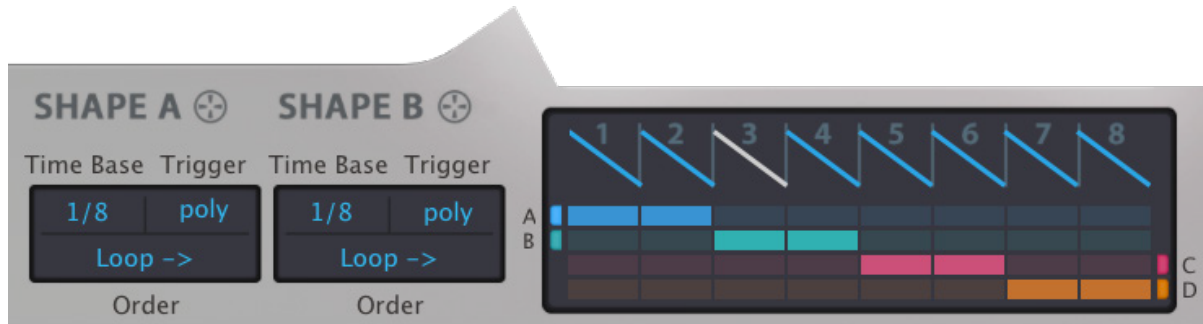 SHAPE A
SHAPE B
Time Base Trigger
Time Base Trigger
1/8 poly
1/8 poly
Loop ->
Loop ->
Order
Order
1 2 3 4 5 6 7 8
A
B
C
D